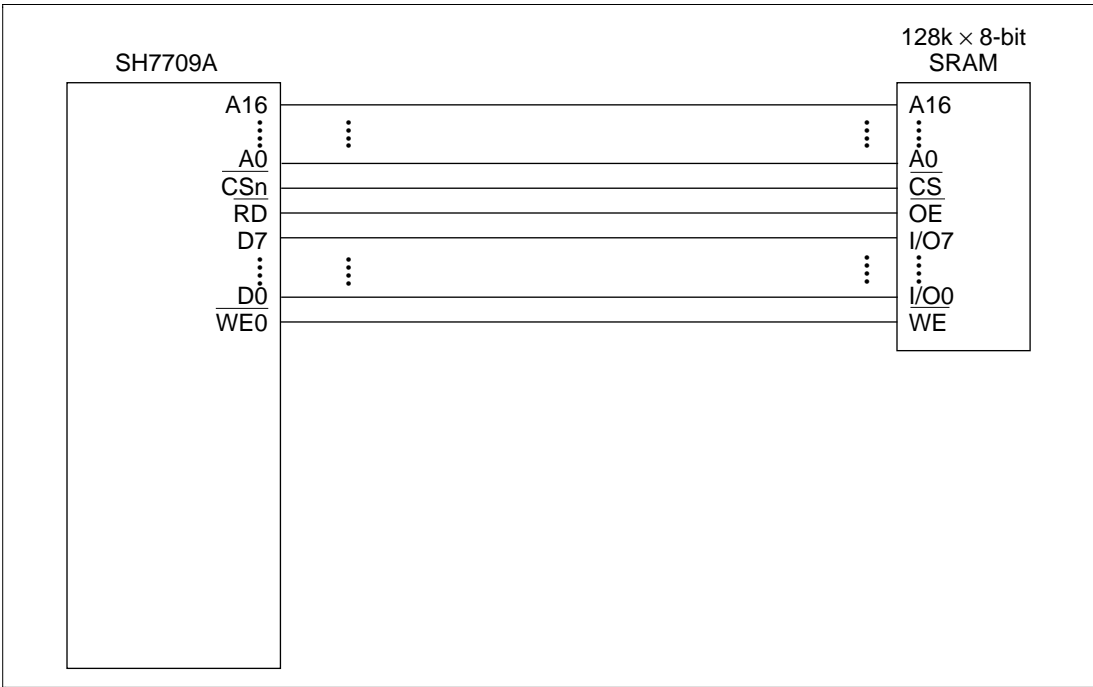 SH7709A
A16
A0
CSn
RD
D7
D0
WE0
128k × 8-bit
SRAM
A16
A0
CS
OE
I/O7
I/O0
WE